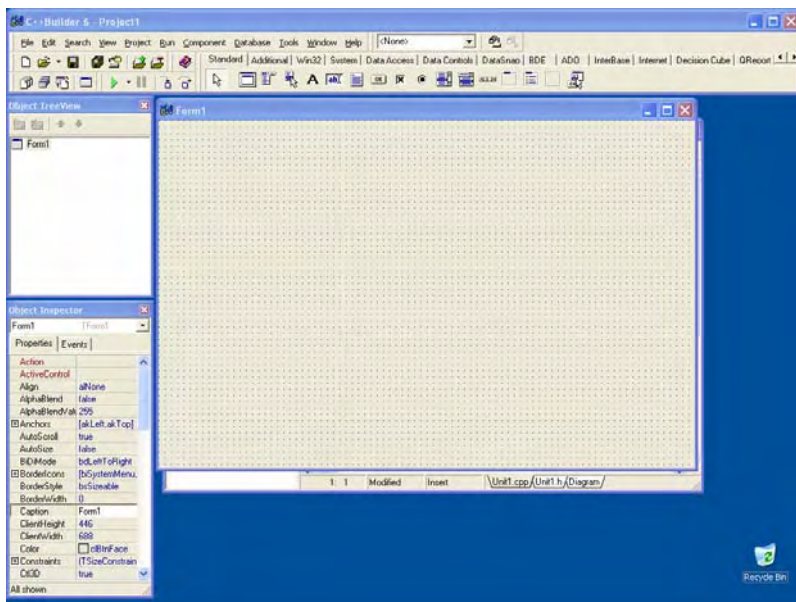 C++Builder 6 - Project1
File Edit Search View Project Run Component Database Tools Window Help <None>
Standard Additional Win32 System Data Access Data Controls DataSnap BDE ADO InterBase Internet Decision Cube QReport
Object TreeView
Form1
Form1
Object Inspector
Form1 TForm1
Properties Events
Action
ActiveControl
Align alNone
AlphaBlend false
AlphaBlendVal 255
Anchors [akLeft,akTop]
AutoScroll true
AutoSize false
BiDiMode bdLeftToRight
BorderIcons [biSystemMenu,
BorderStyle bsSizeable
BorderWidth 0
Caption Form1
ClientHeight 446
ClientWidth 688
Color clBtnFace
Constraints (TSizeConstrain
Ctl3D true
All shown
1: 1 Modified Insert Unit1.cpp Unit1.h Diagram
Recycle Bin